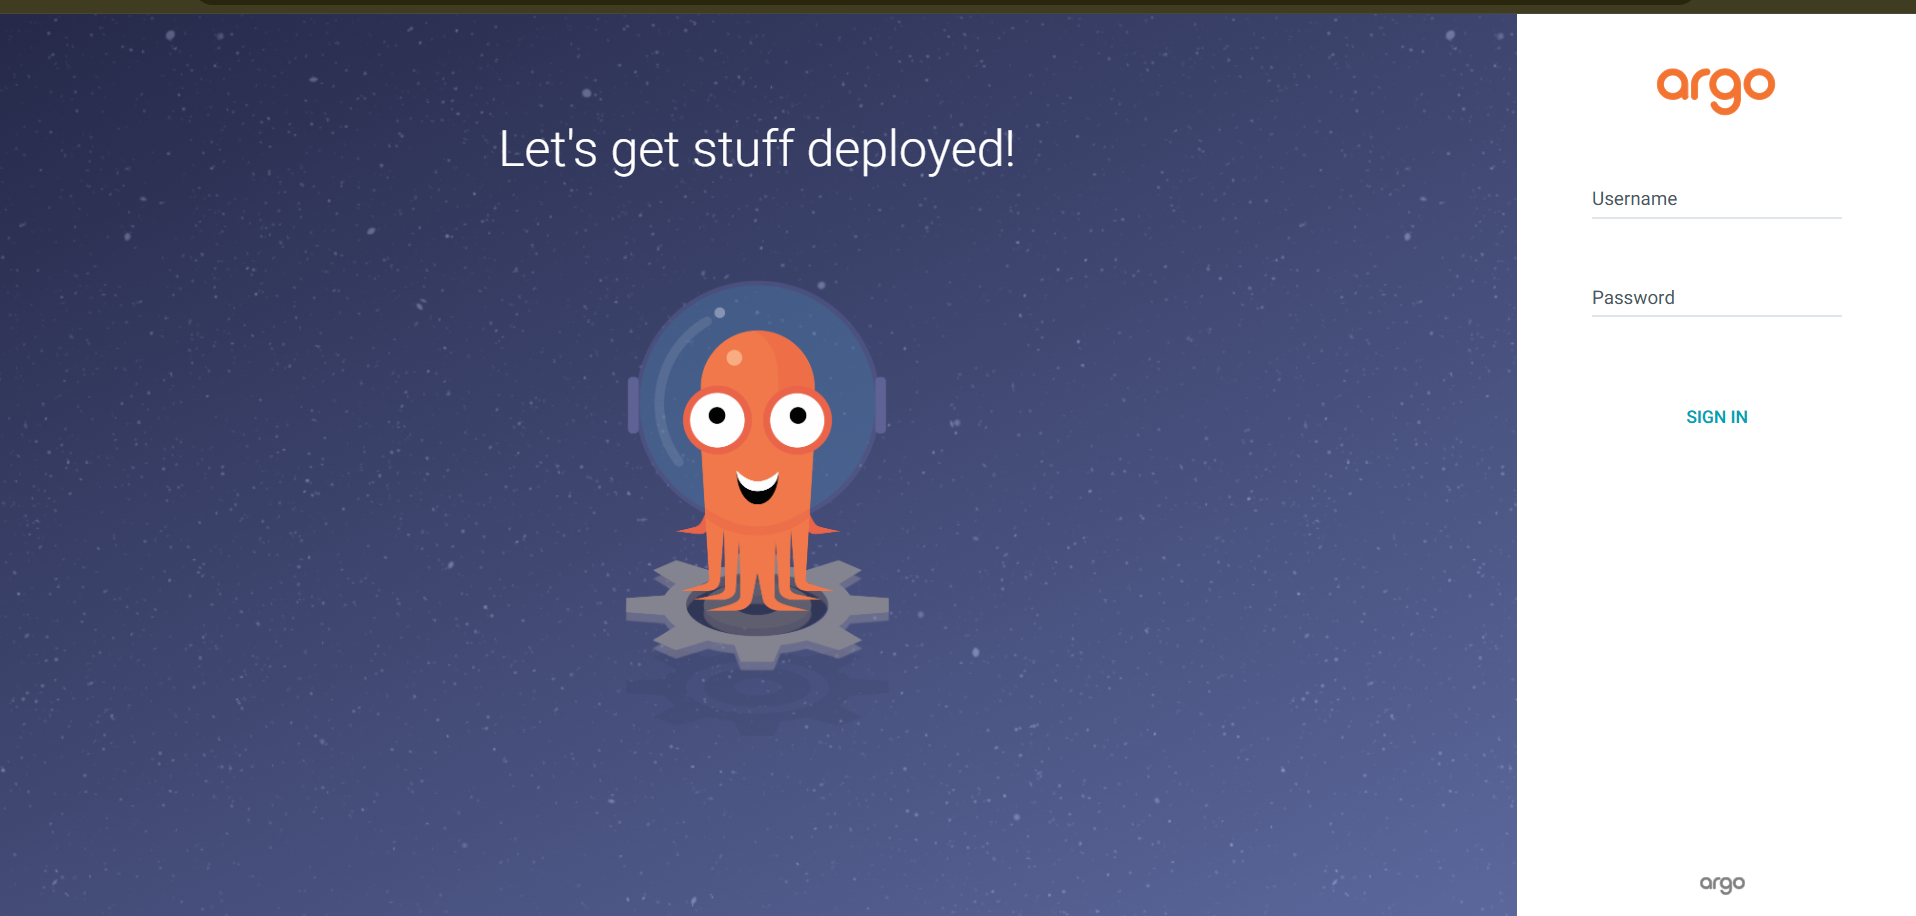 Let's get stuff deployed!
argo
Username
Password
SIGN IN
argo